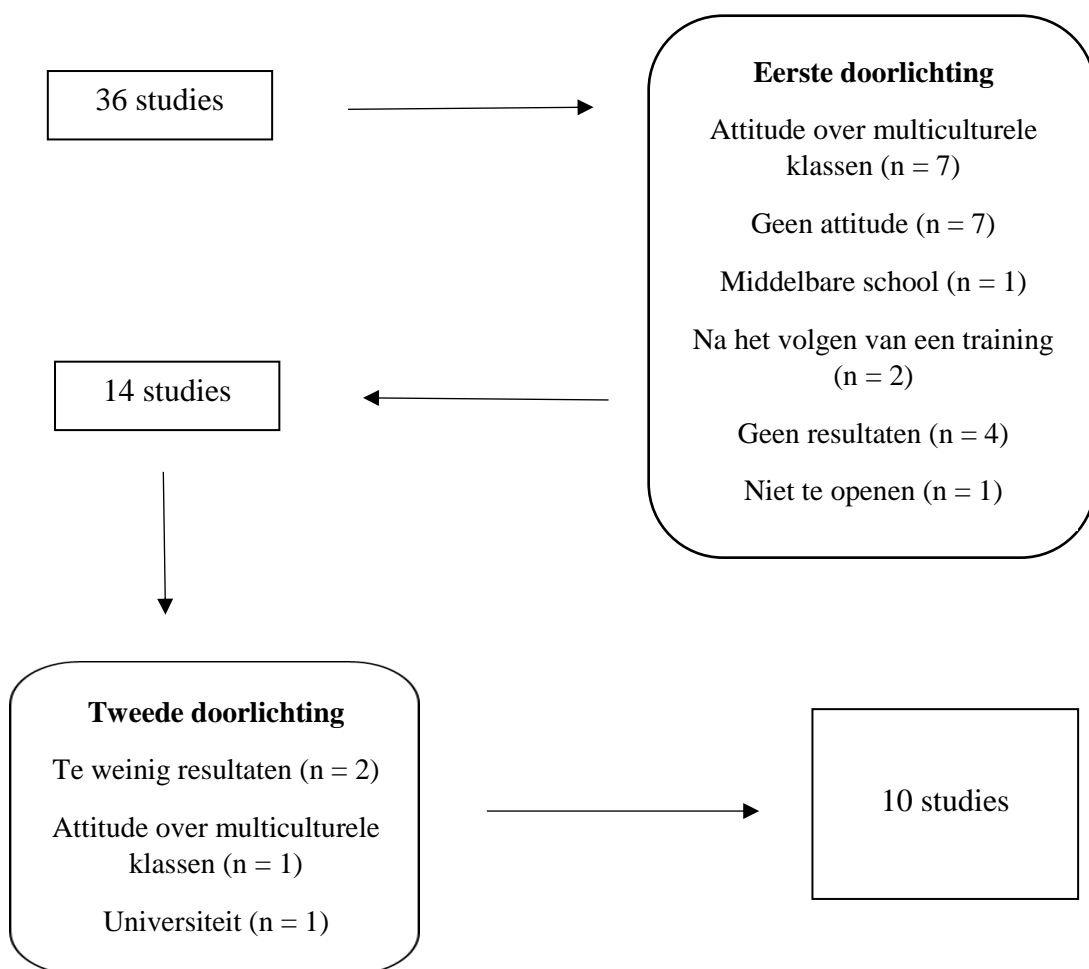 36 studies
Eerste doorlichting
Attitude over multiculturele
klassen (n = 7)
Geen attitude (n = 7)
Middelbare school (n = 1)
Na het volgen van een training
(n = 2)
Geen resultaten (n = 4)
Niet te openen (n = 1)
14 studies
Tweede doorlichting
Te weinig resultaten (n = 2)
Attitude over multiculturele
klassen (n = 1)
Universiteit (n = 1)
10 studies